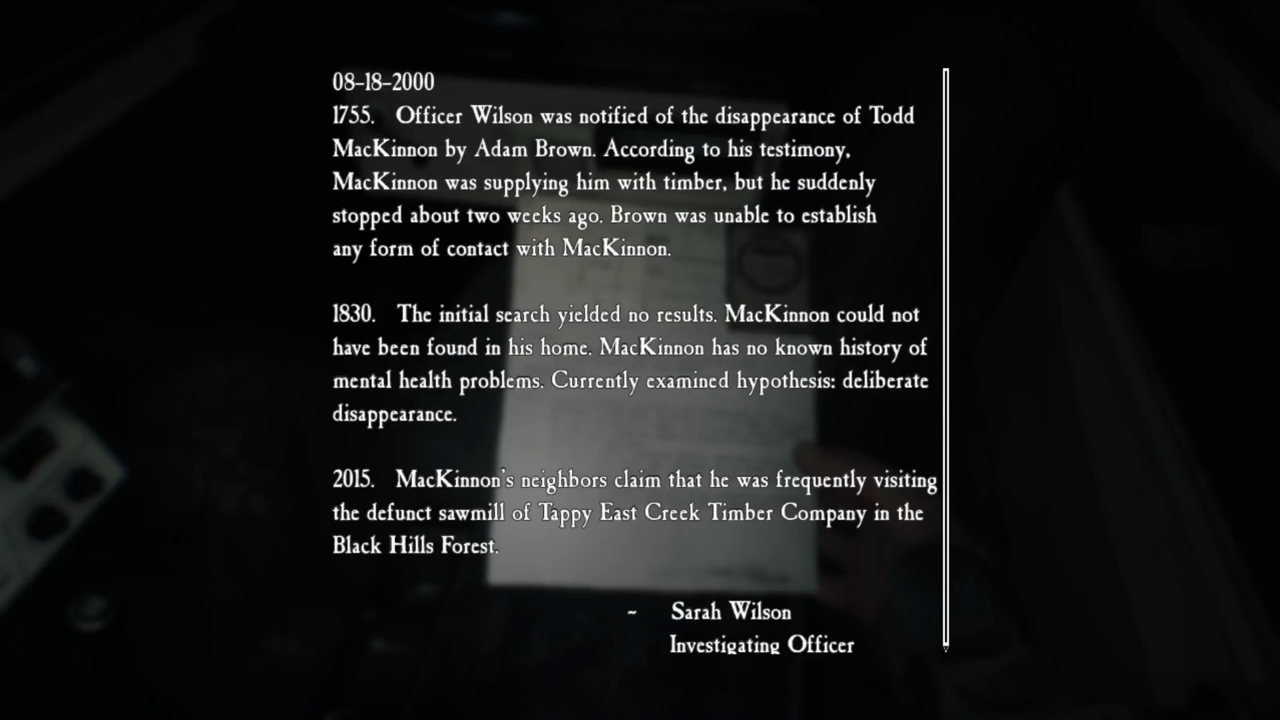 08-18-2000
1755. Officer Wilson was notified of the disappearance of Todd
MacKinnon by Adam Brown. According to his testimony,
MacKinnon was supplying him with timber, but he suddenly
stopped about two weeks ago. Brown was unable to establish
any form of contact with MacKinnon.
1830. The initial search yielded no results. MacKinnon could not
have been found in his home. MacKinnon has no known history of
mental health problems. Currently examined hypothesis: deliberate
disappearance.
2015. MacKinnon's neighbors claim that he was frequently visiting
the defunct sawmill of Tappy East Creek Timber Company in the
Black Hills Forest.
~ Sarah Wilson
Investigating Officer